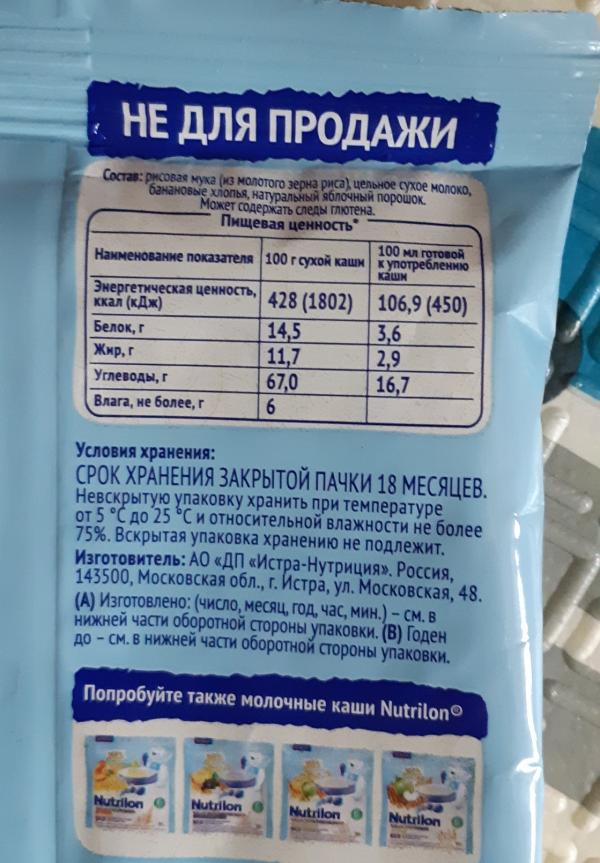 НЕ ДЛЯ ПРОДАЖИ
Состав: рисовая мука (из молотого зерна риса), цельное сухое молоко,
банановые хлопья, натуральный яблочный порошок.
Может содержать следы глютена.
Пищевая ценность*
Наименование показателя 100 г сухой каши 100 мл готовой к употреблению каши
Энергетическая ценность, ккал (кДж) 428 (1802) 106,9 (450)
Белок, г 14,5 3,6
Жир, г 11,7 2,9
Углеводы, г 67,0 16,7
Влага, не более, г 6
Условия хранения:
СРОК ХРАНЕНИЯ ЗАКРЫТОЙ ПАЧКИ 18 МЕСЯЦЕВ.
Невскрытую упаковку хранить при температуре
от 5 °С до 25 °С и относительной влажности не более
75%. Вскрытая упаковка хранению не подлежит.
Изготовитель: АО «ДП «Истра-Нутриция». Россия,
143500, Московская обл., г. Истра, ул. Московская, 48.
(А) Изготовлено: (число, месяц, год, час, мин.) – см. в
нижней части оборотной стороны упаковки. (В) Годен
до – см. в нижней части оборотной стороны упаковки.
Попробуйте также молочные каши Nutrilon®
Nutrilon Nutrilon Nutrilon Nutrilon